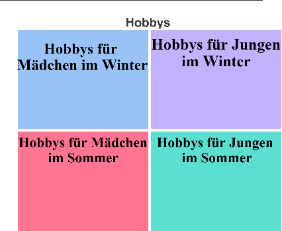 Hobbys
Hobbys für
Mädchen im Winter
Hobbys für Jungen
im Winter
Hobbys für Mädchen
im Sommer
Hobbys für Jungen
im Sommer